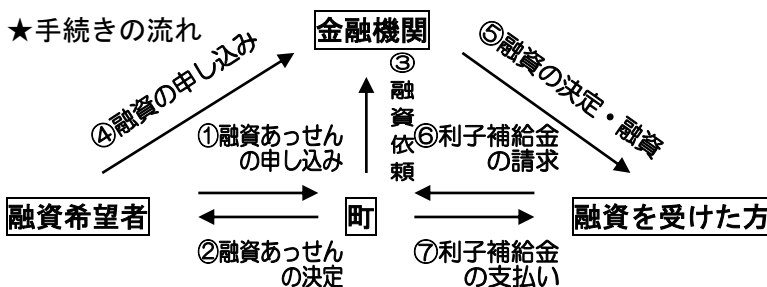 ★手続きの流れ
金融機関
④融資の申し込み
③融資依頼
⑤融資の決定・融資
①融資あっせん
の申し込み
⑥利子補給金
の請求
融資希望者
町
融資を受けた方
②融資あっせん
の決定
⑦利子補給金
の支払い